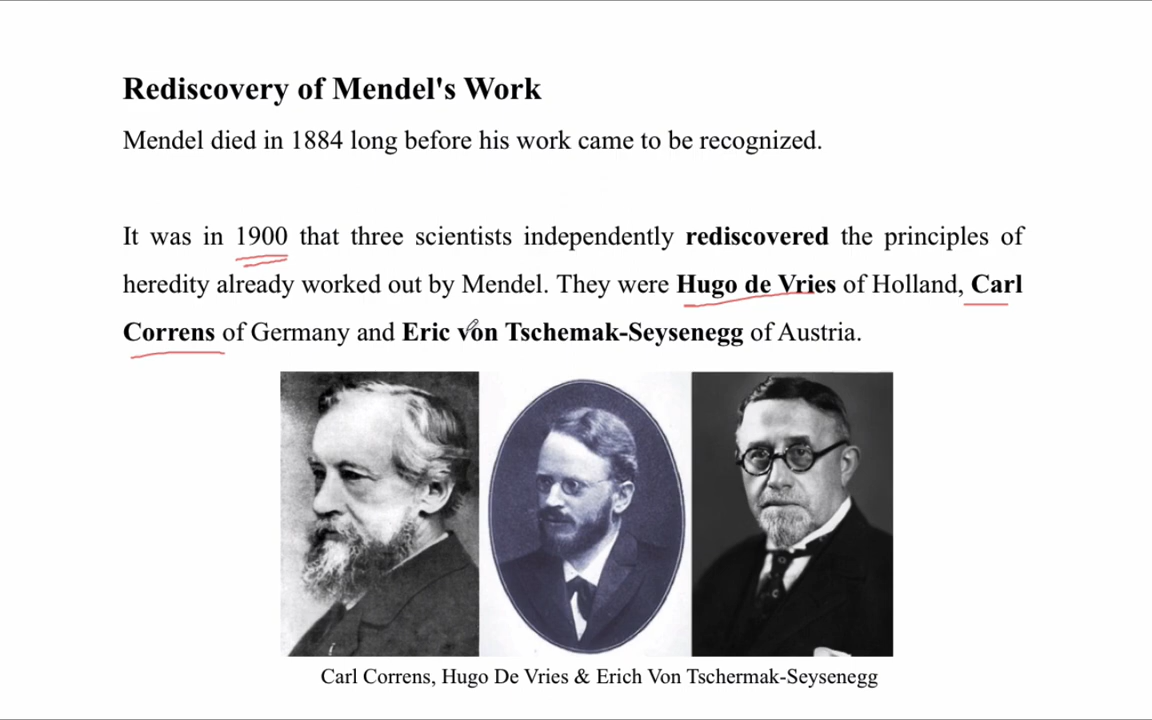 Rediscovery of Mendel's Work
Mendel died in 1884 long before his work came to be recognized.
It was in 1900 that three scientists independently rediscovered the principles of
heredity already worked out by Mendel. They were Hugo de Vries of Holland, Carl
Correns of Germany and Eric von Tschemak-Seysenegg of Austria.
Carl Correns, Hugo De Vries & Erich Von Tschermak-Seysenegg